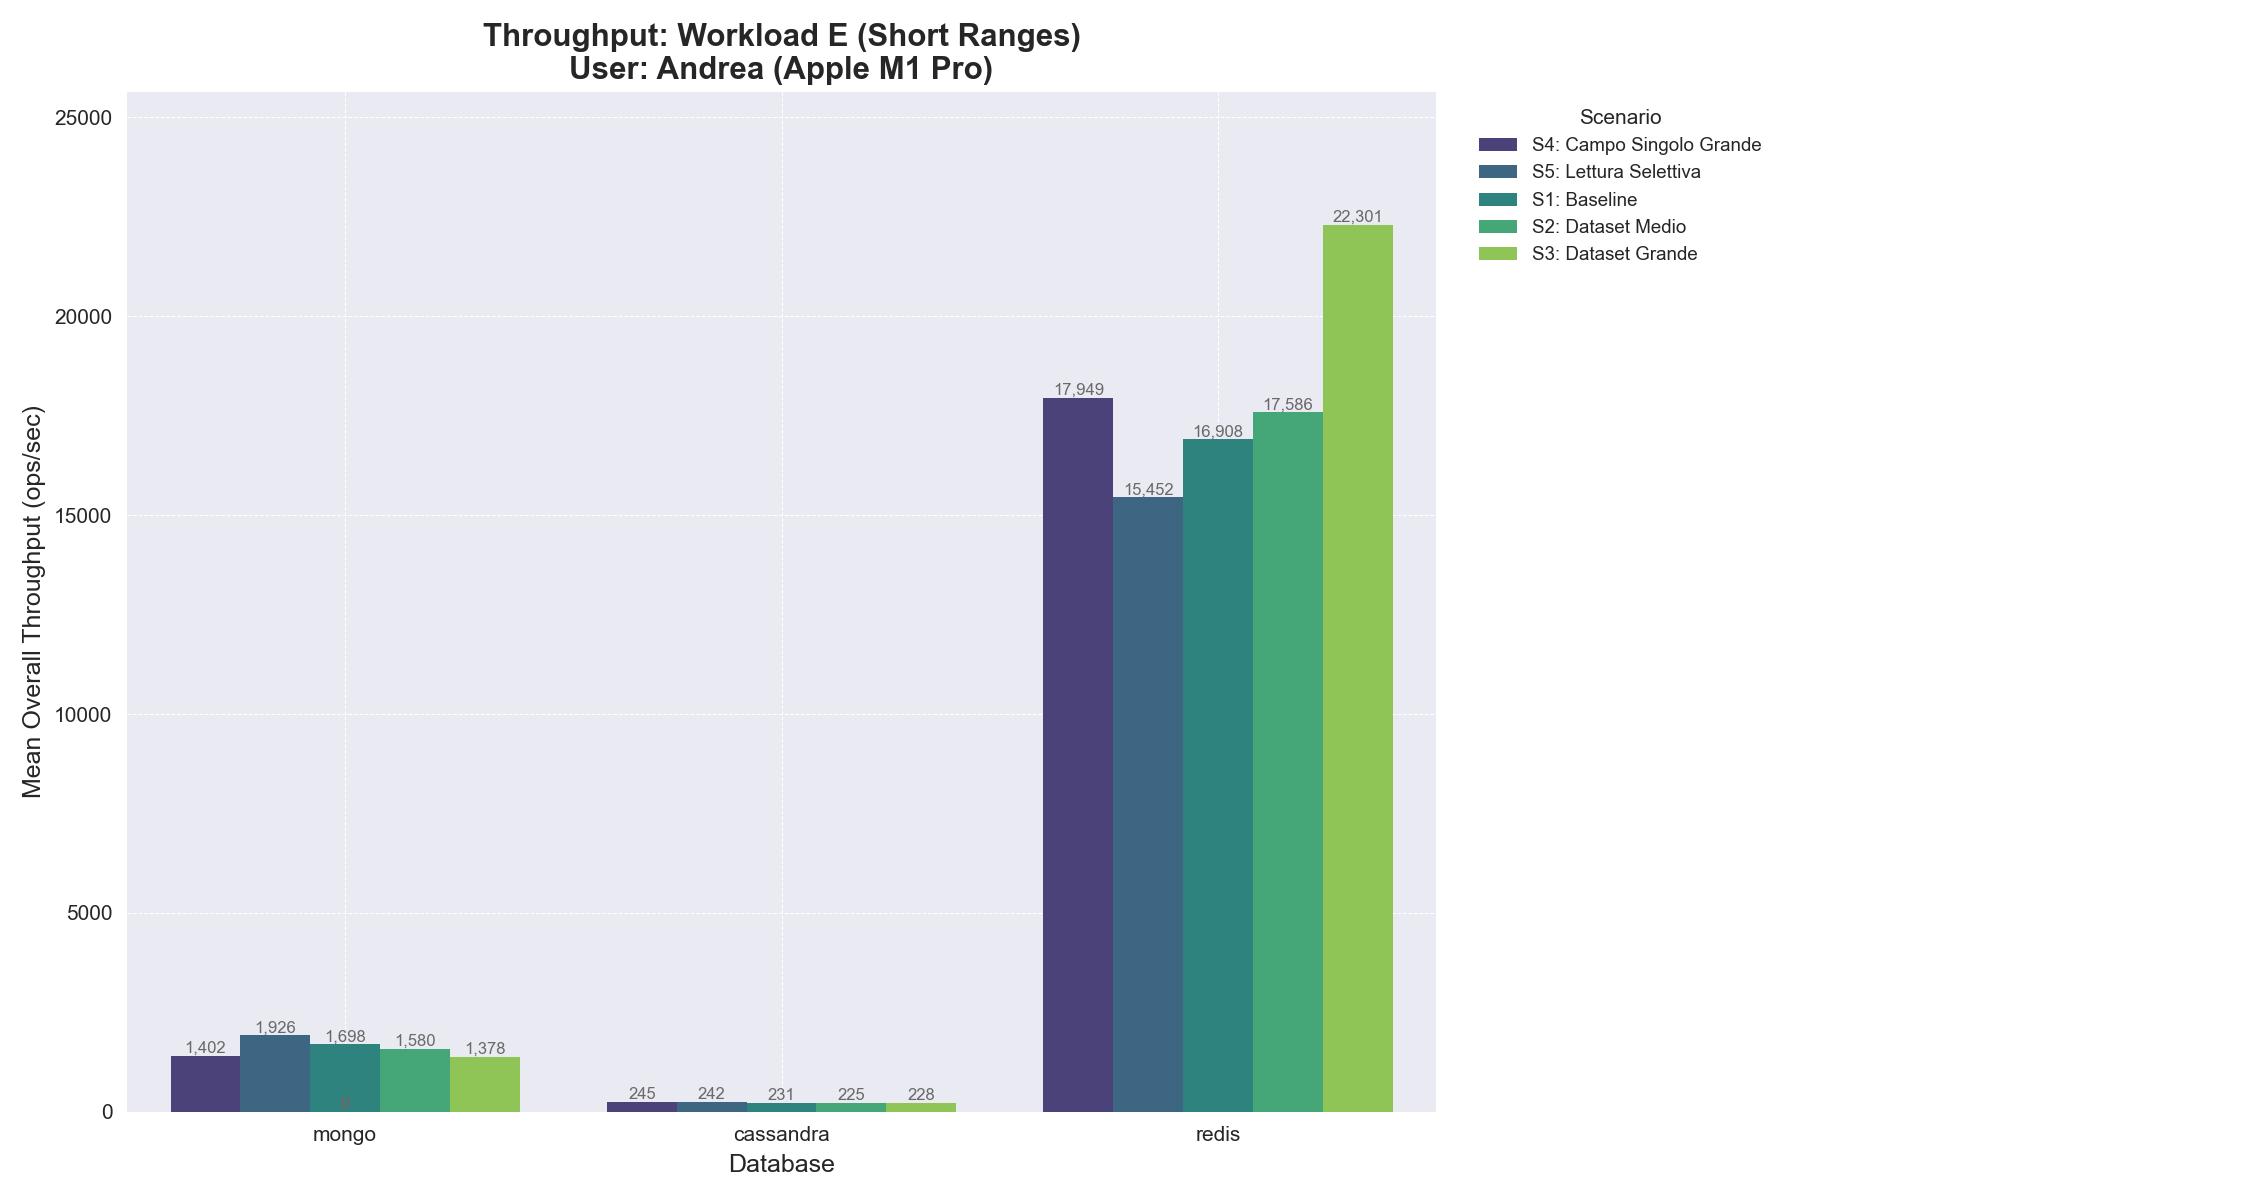 Throughput: Workload E (Short Ranges)
User: Andrea (Apple M1 Pro)
Mean Overall Throughput (ops/sec)
25000
20000
15000
10000
5000
0
1,402
1,926
1,698
1,580
1,378
0
245
242
231
225
228
17,949
15,452
16,908
17,586
22,301
mongo
cassandra
redis
Database
Scenario
S4: Campo Singolo Grande
S5: Lettura Selettiva
S1: Baseline
S2: Dataset Medio
S3: Dataset Grande